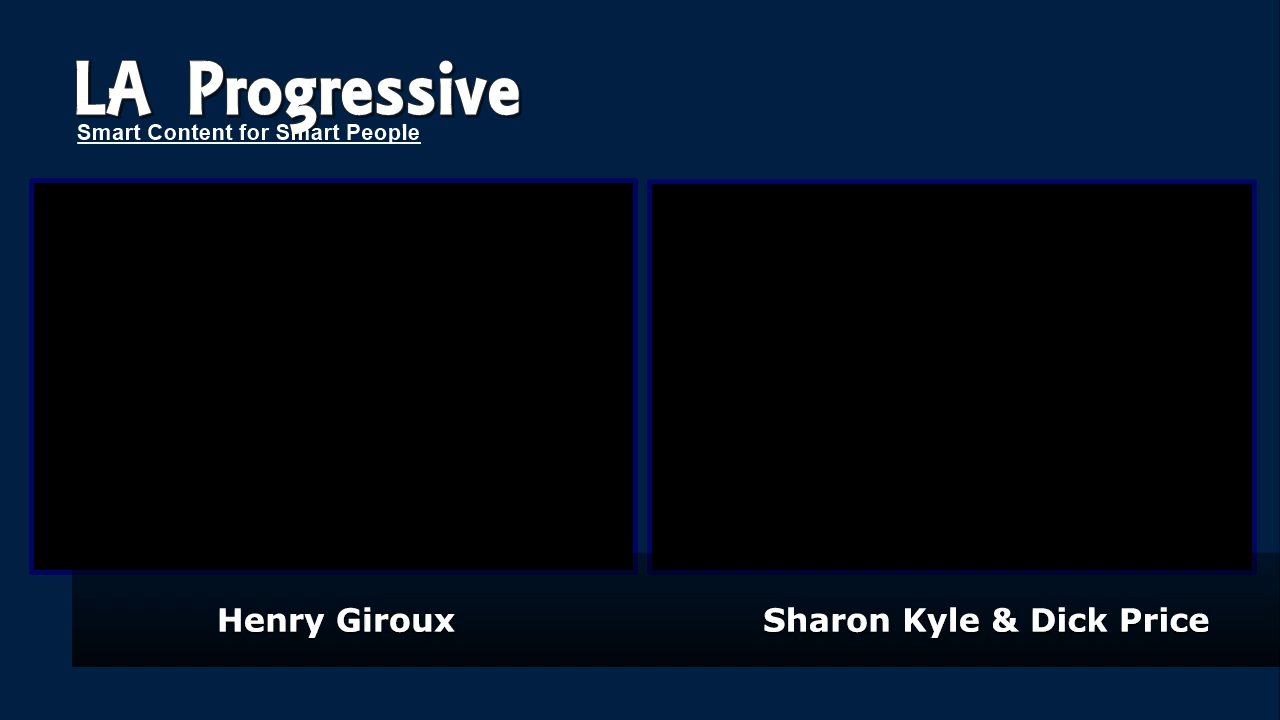 LA Progressive
Smart Content for Smart People
Henry Giroux
Sharon Kyle & Dick Price